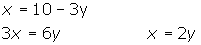 x = 10 − 3y
3x = 6y x = 2y